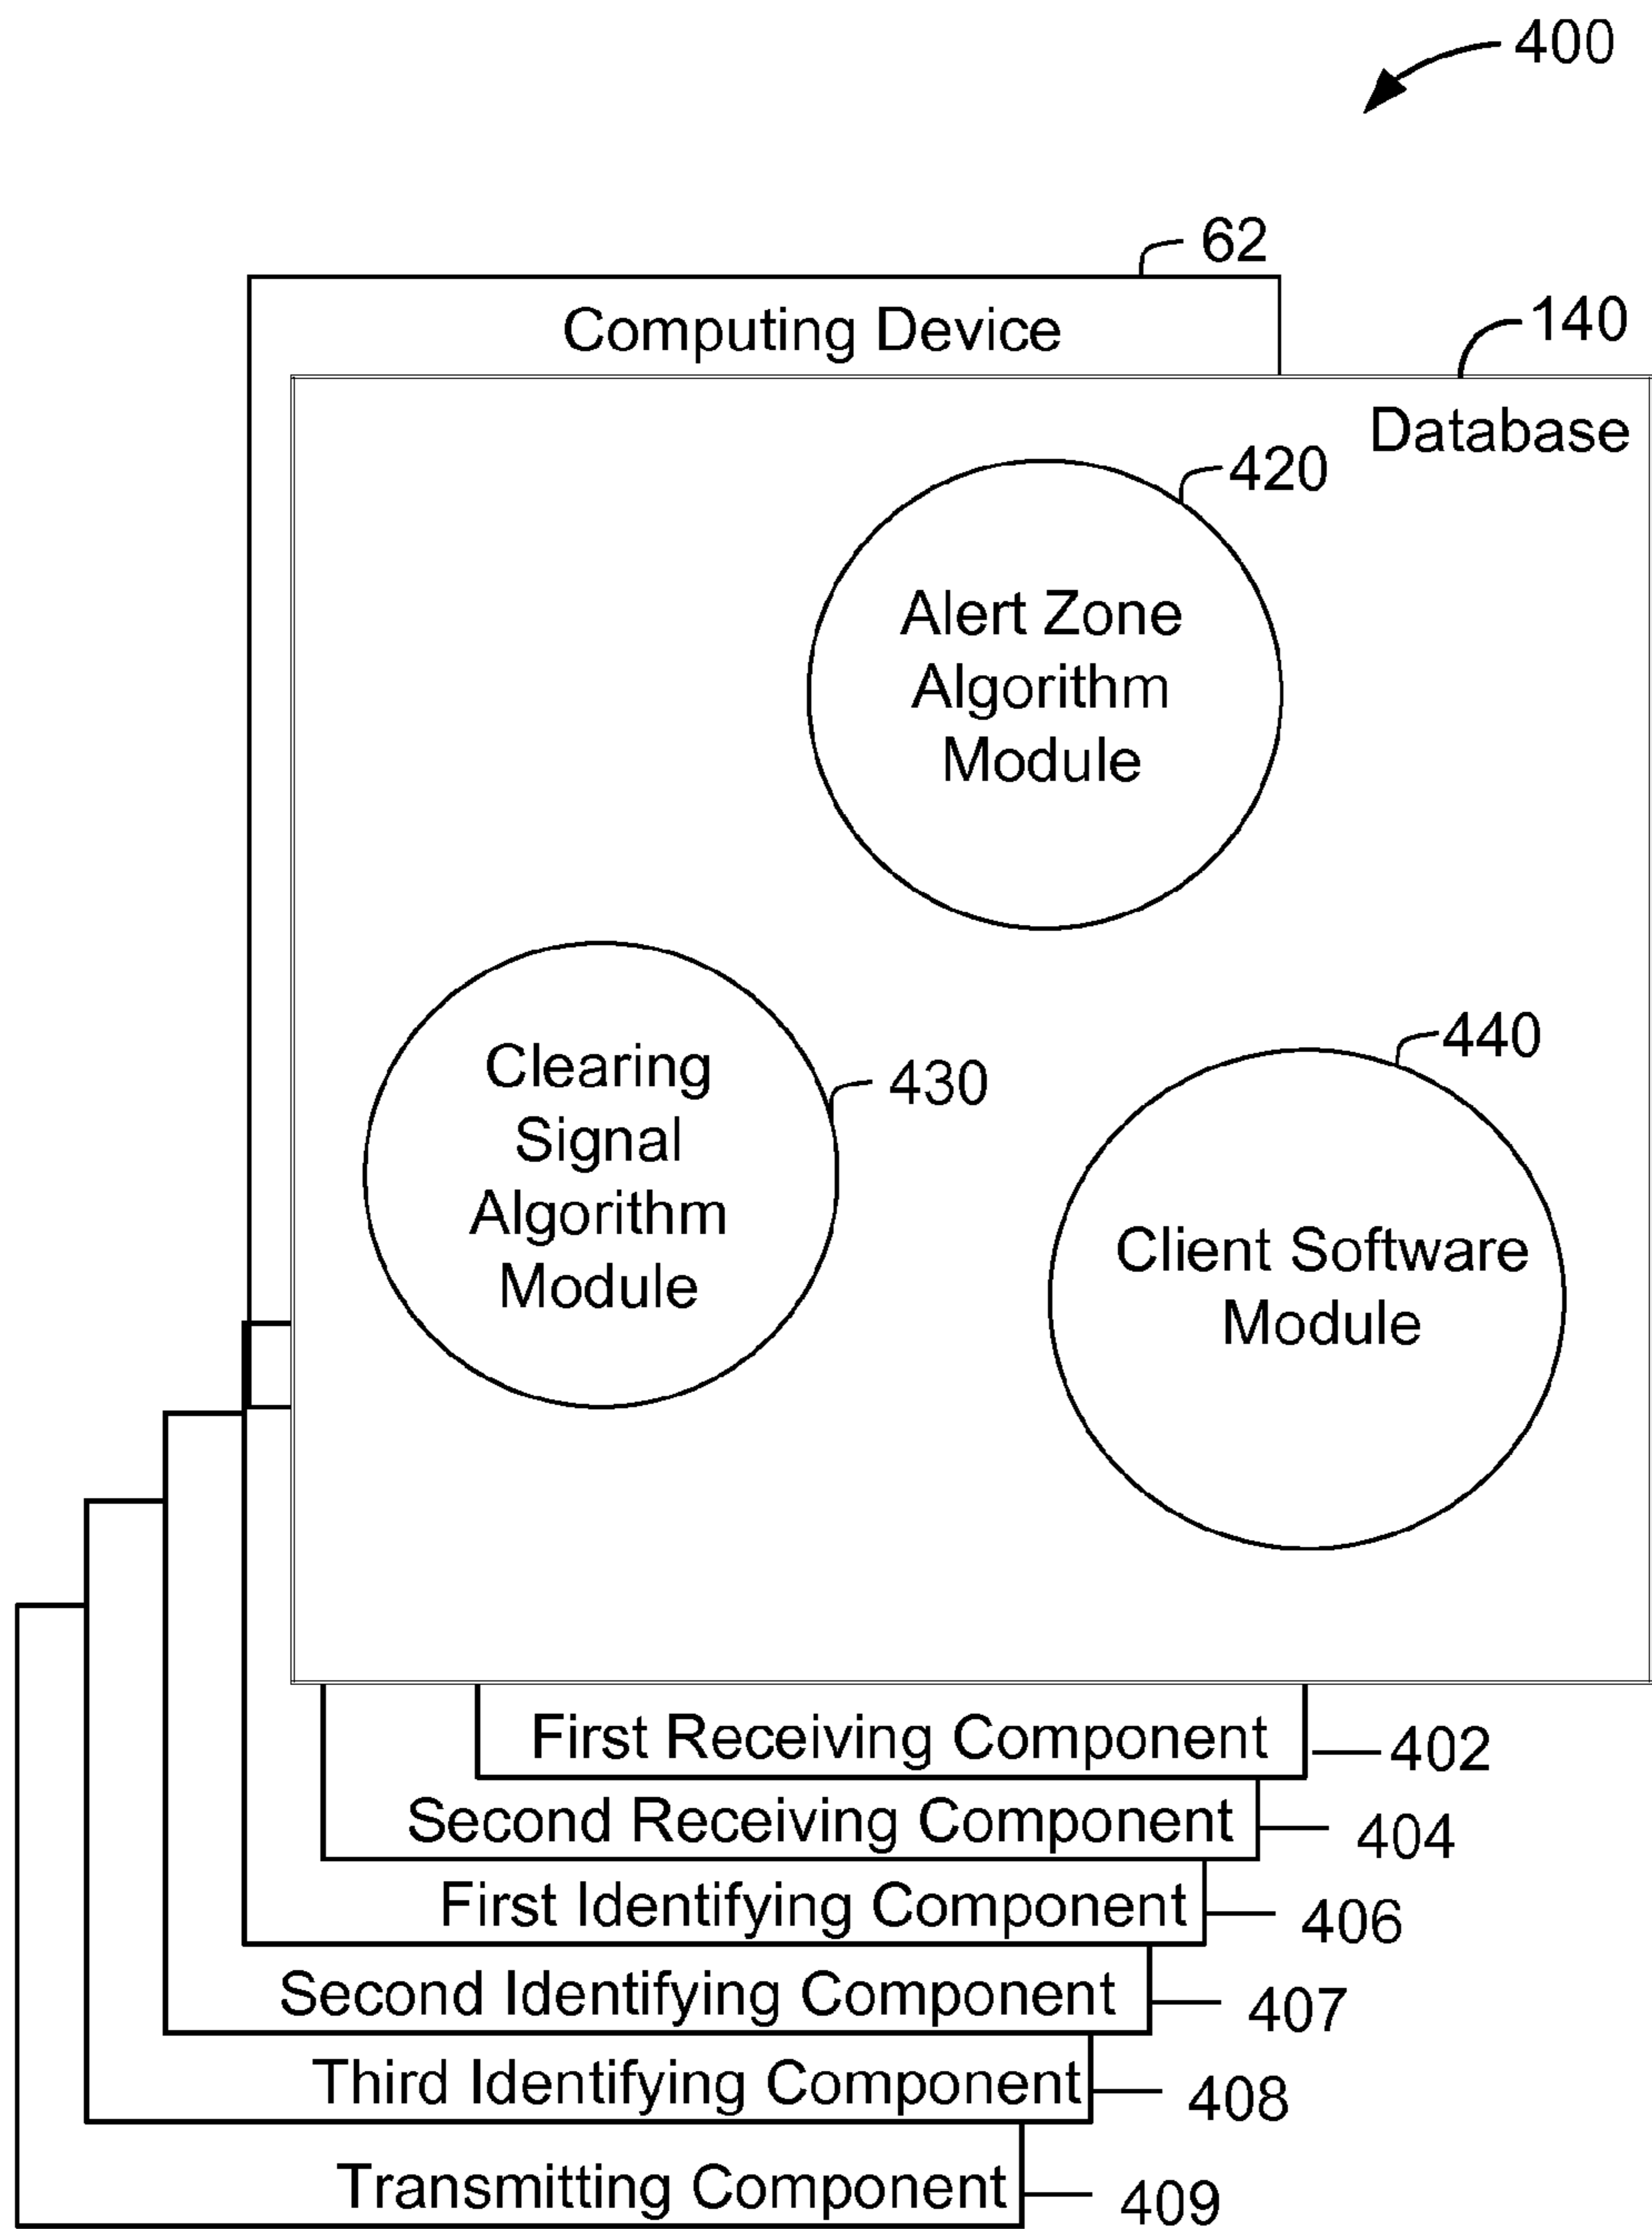 400
62
Computing Device
140
Database
420
Alert Zone
Algorithm
Module
Clearing
Signal
Algorithm
Module
430
440
Client Software
Module
First Receiving Component
402
Second Receiving Component
404
First Identifying Component
406
Second Identifying Component
407
Third Identifying Component
408
Transmitting Component
409